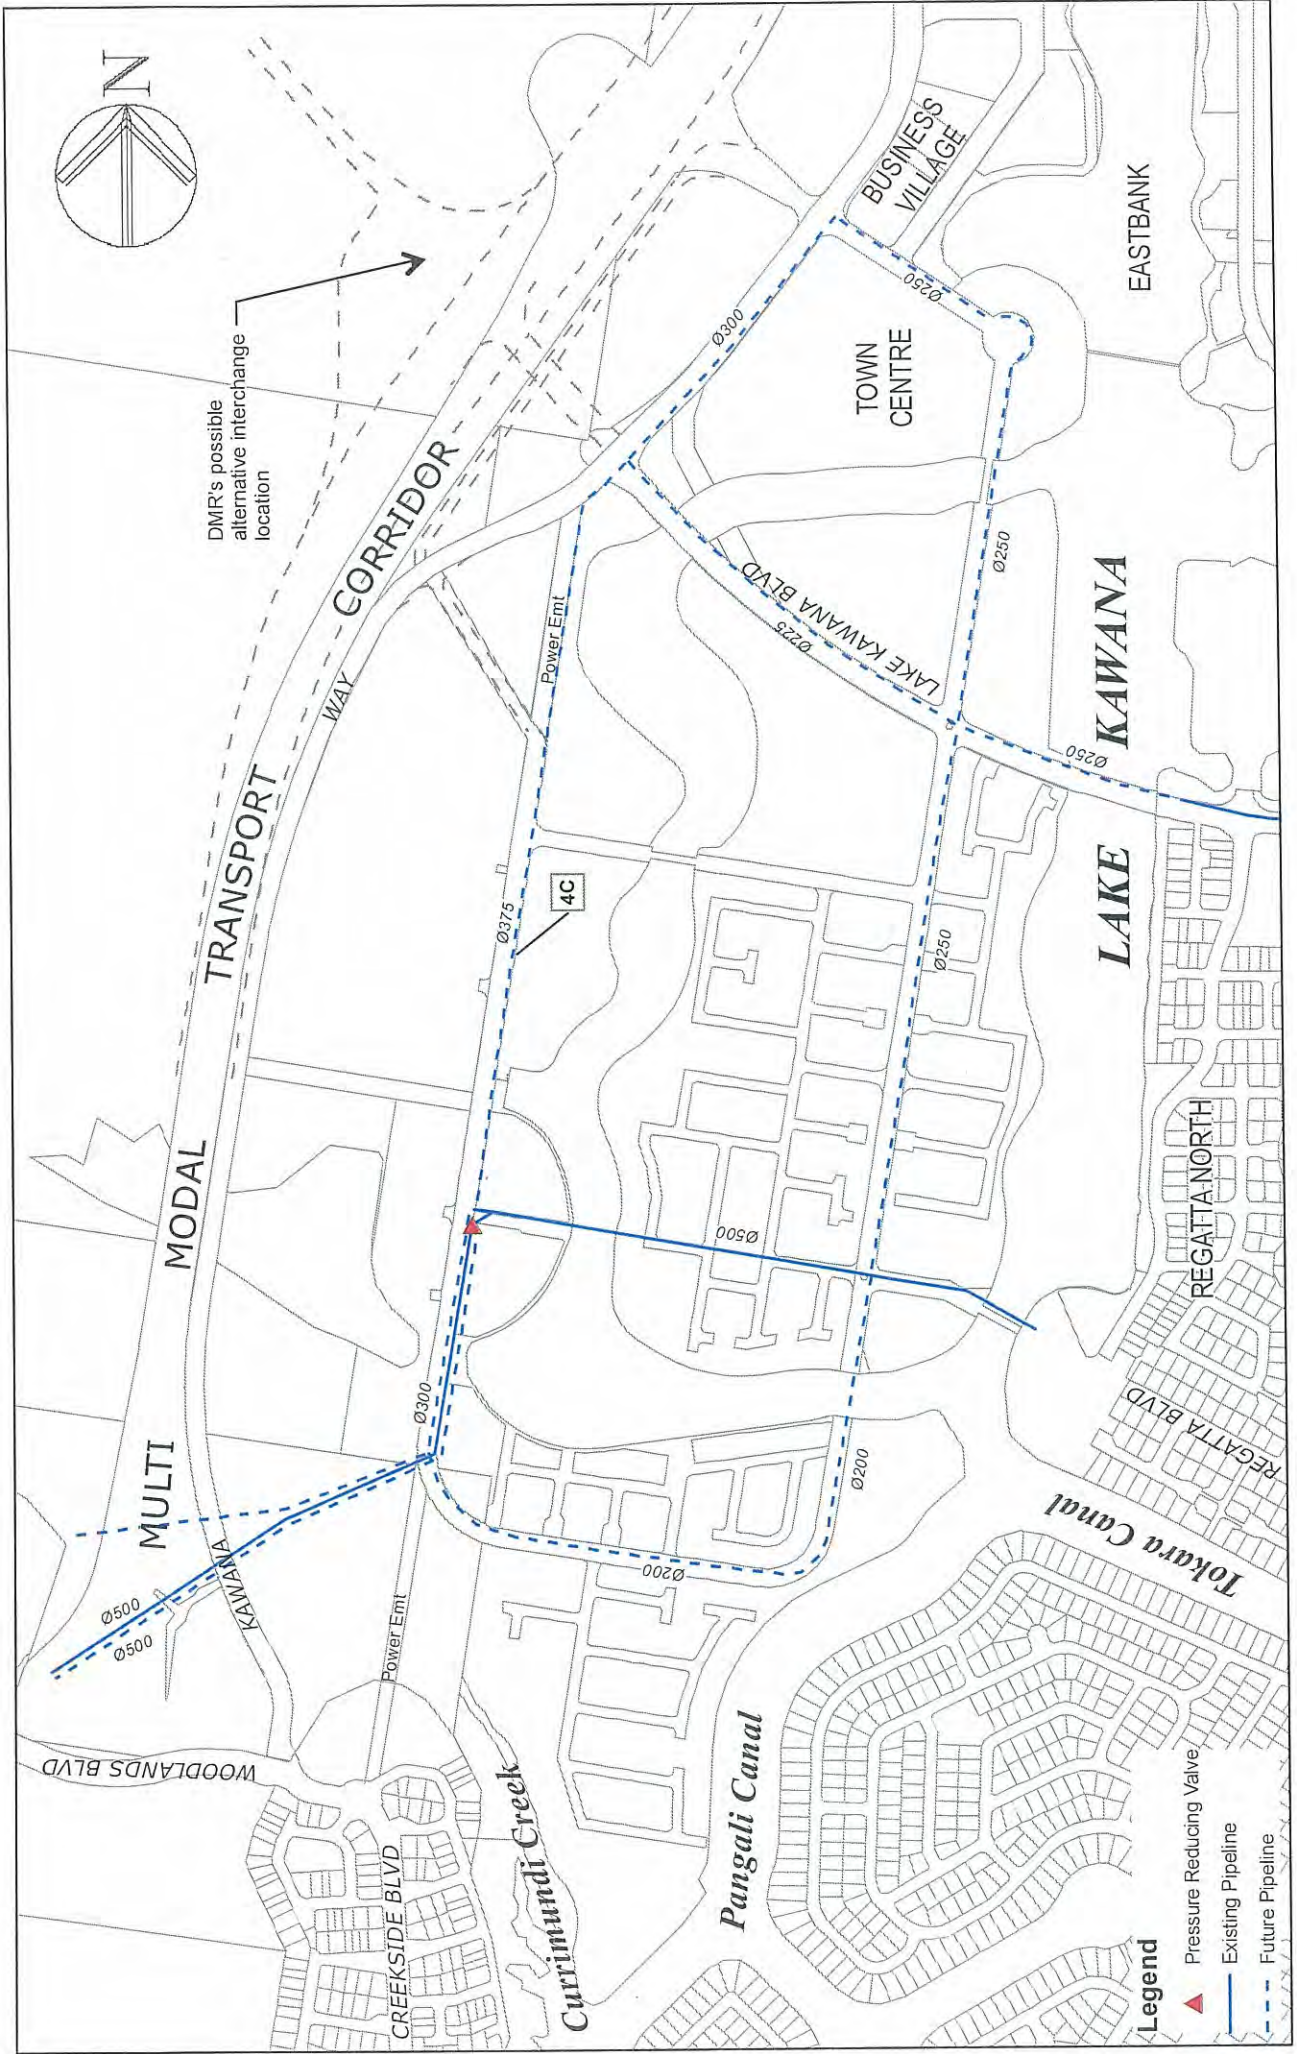 N
DMR's possible
alternative interchange
location
MULTI
MODAL
TRANSPORT
CORRIDOR
KAWANA
WAY
WOODLANDS BLVD
Ø500
Ø500
Power Emt
Ø300
Ø375
4C
Power Emt
Ø300
BUSINESS
VILLAGE
Ø250
TOWN
CENTRE
EASTBANK
LAKE KAWANA BLVD
Ø225
Ø250
Ø250
Ø250
Ø500
Ø200
Ø200
LAKE KAWANA
REGATTA NORTH
REGATTA BLVD
Tokara Canal
Pangali Canal
Currimundi Creek
CREEKSIDE BLVD
Legend
Pressure Reducing Valve
Existing Pipeline
Future Pipeline